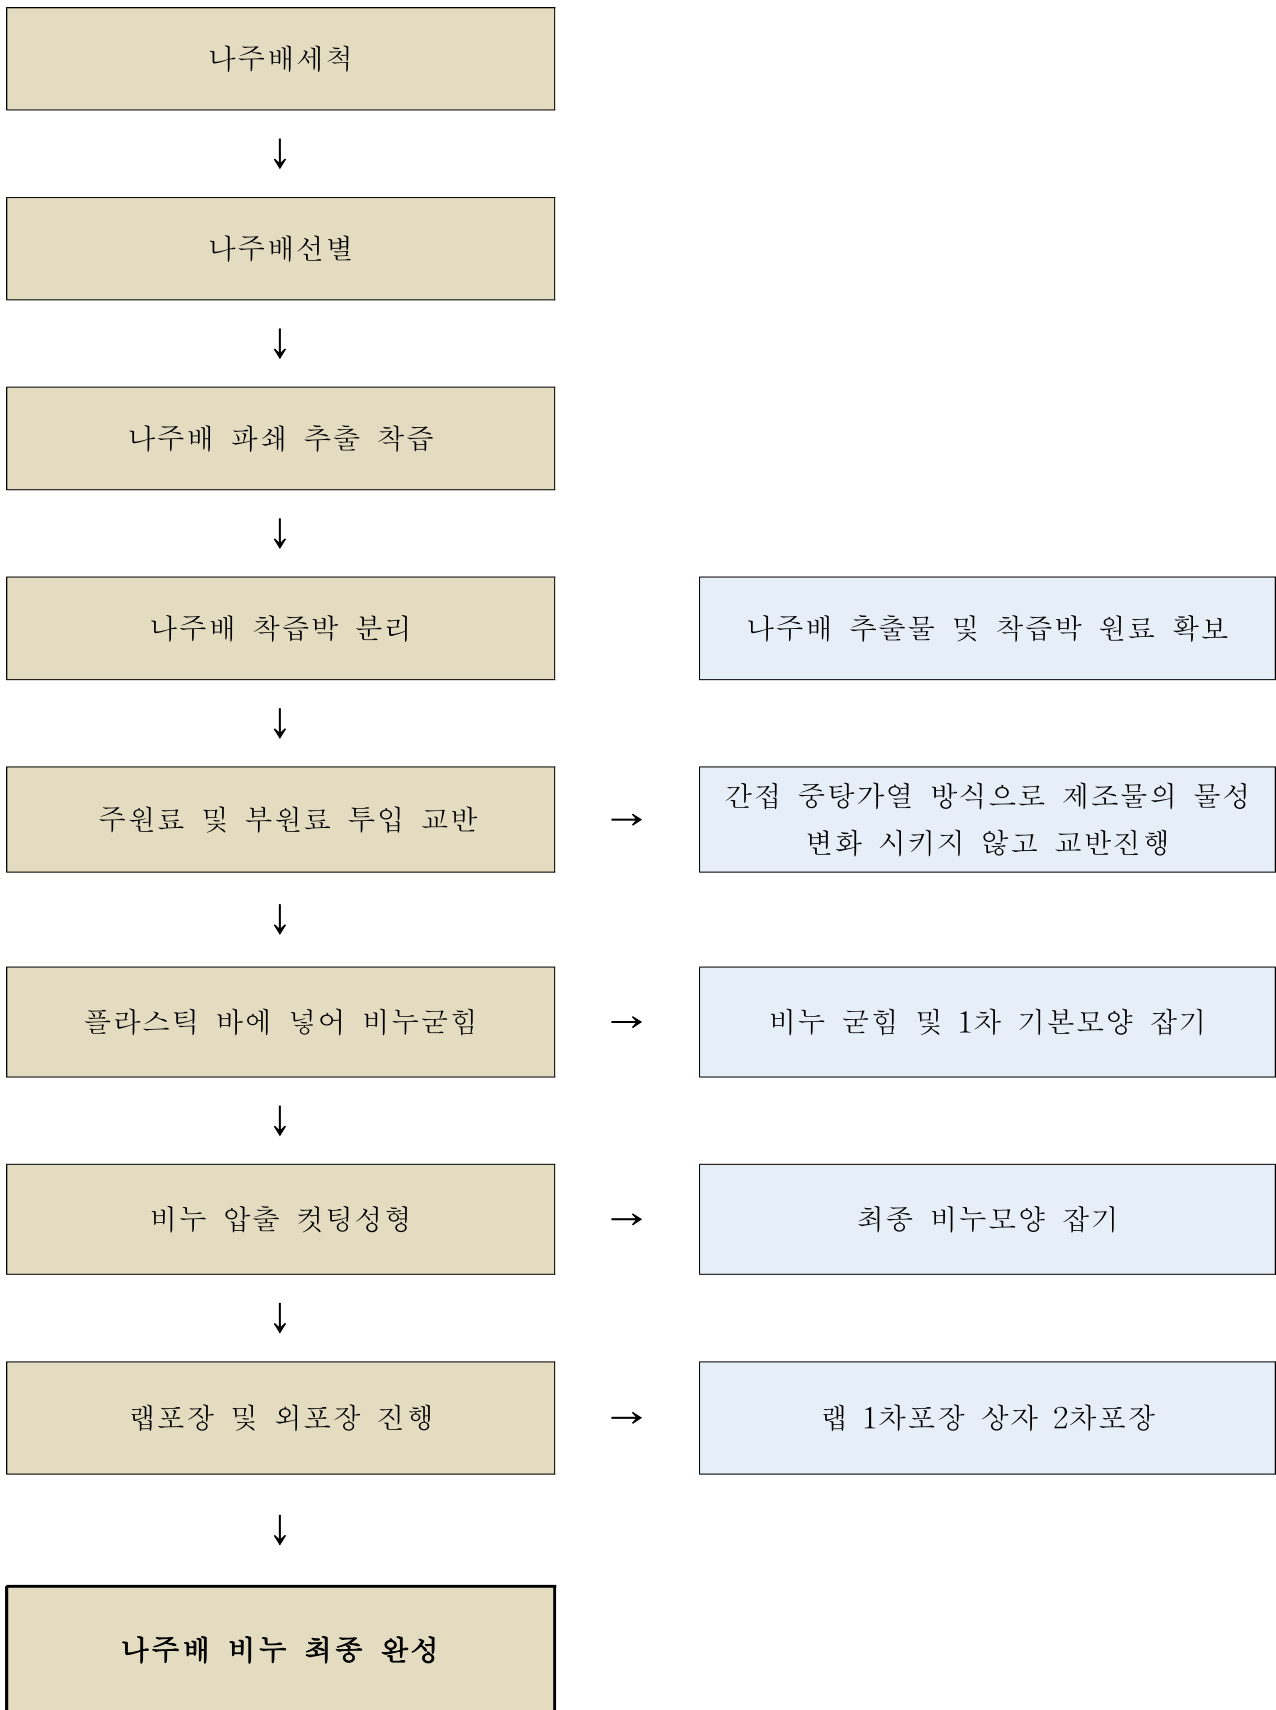 나주배세척
↓
나주배선별
↓
나주배 파쇄 추출 착즙
↓
나주배 착즙박 분리
나주배 추출물 및 착즙박 원료 확보
↓
주원료 및 부원료 투입 교반
→
간접 중탕가열 방식으로 제조물의 물성
변화 시키지 않고 교반진행
↓
플라스틱 바에 넣어 비누굳힘
→
비누 굳힘 및 1차 기본모양 잡기
↓
비누 압출 컷팅성형
→
최종 비누모양 잡기
↓
랩포장 및 외포장 진행
→
랩 1차포장 상자 2차포장
↓
나주배 비누 최종 완성